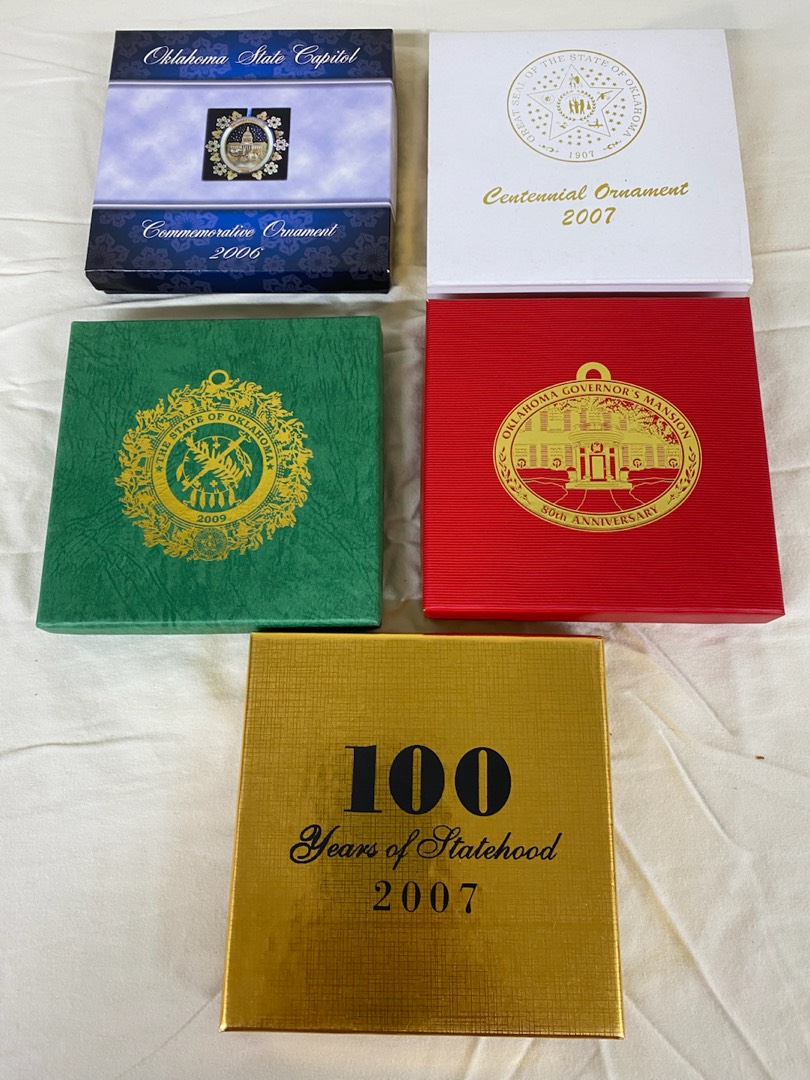 Oklahoma State Capitol
Commemorative Ornament
2006
GREAT SEAL OF THE STATE OF OKLAHOMA
1907
Centennial Ornament
2007
THE STATE OF OKLAHOMA
2009
OKLAHOMA GOVERNOR'S MANSION
80th ANNIVERSARY
100
Years of Statehood
2007